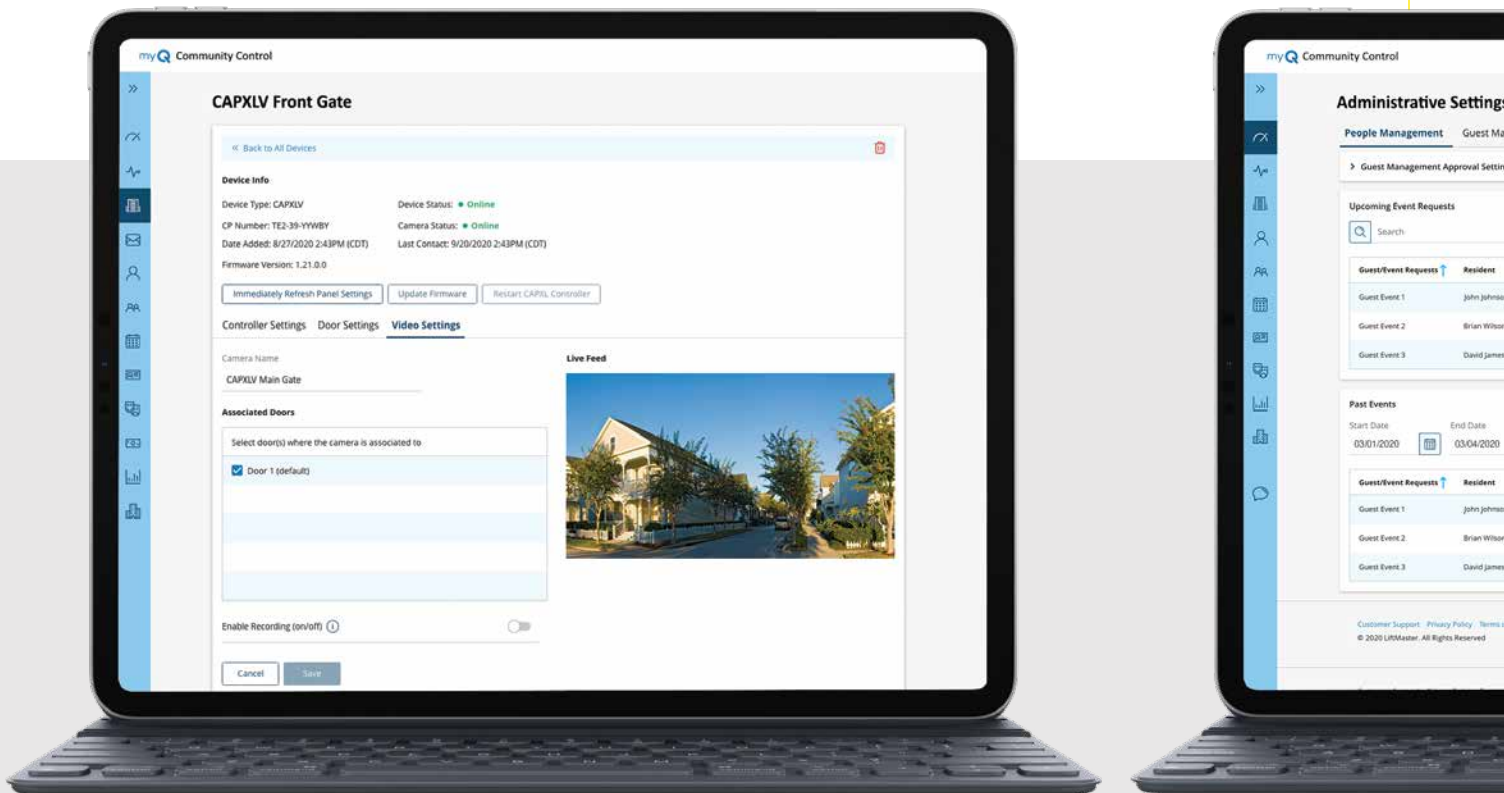 myQ Community Control
CAPXLV Front Gate
« Back to All Devices
Device Info
Device Type: CAPXLV
Device Status: ● Online
CP Number: TE2-39-YYWBY
Camera Status: ● Online
Date Added: 8/27/2020 2:43PM (CDT)
Last Contact: 9/20/2020 2:43PM (CDT)
Firmware Version: 1.21.0.0
Immediately Refresh Panel Settings
Update Firmware
Restart CAPXL Controller
Controller Settings
Door Settings
Video Settings
Camera Name
CAPXLV Main Gate
Live Feed
Associated Doors
Select door(s) where the camera is associated to
Door 1 (default)
Enable Recording (on/off)
Cancel
Save
myQ Community Control
Administrative Settings
People Management
Guest Ma
> Guest Management Approval Settin
Upcoming Event Requests
Search
Guest/Event Requests ↑
Resident
Guest Event 1
John Johnso
Guest Event 2
Brian Wilson
Guest Event 3
David James
Past Events
Start Date
End Date
03/01/2020
03/04/2020
Guest/Event Requests ↑
Resident
Guest Event 1
John Johnso
Guest Event 2
Brian Wilson
Guest Event 3
David James
Customer Support Privacy Policy Terms
© 2020 LiftMaster. All Rights Reserved